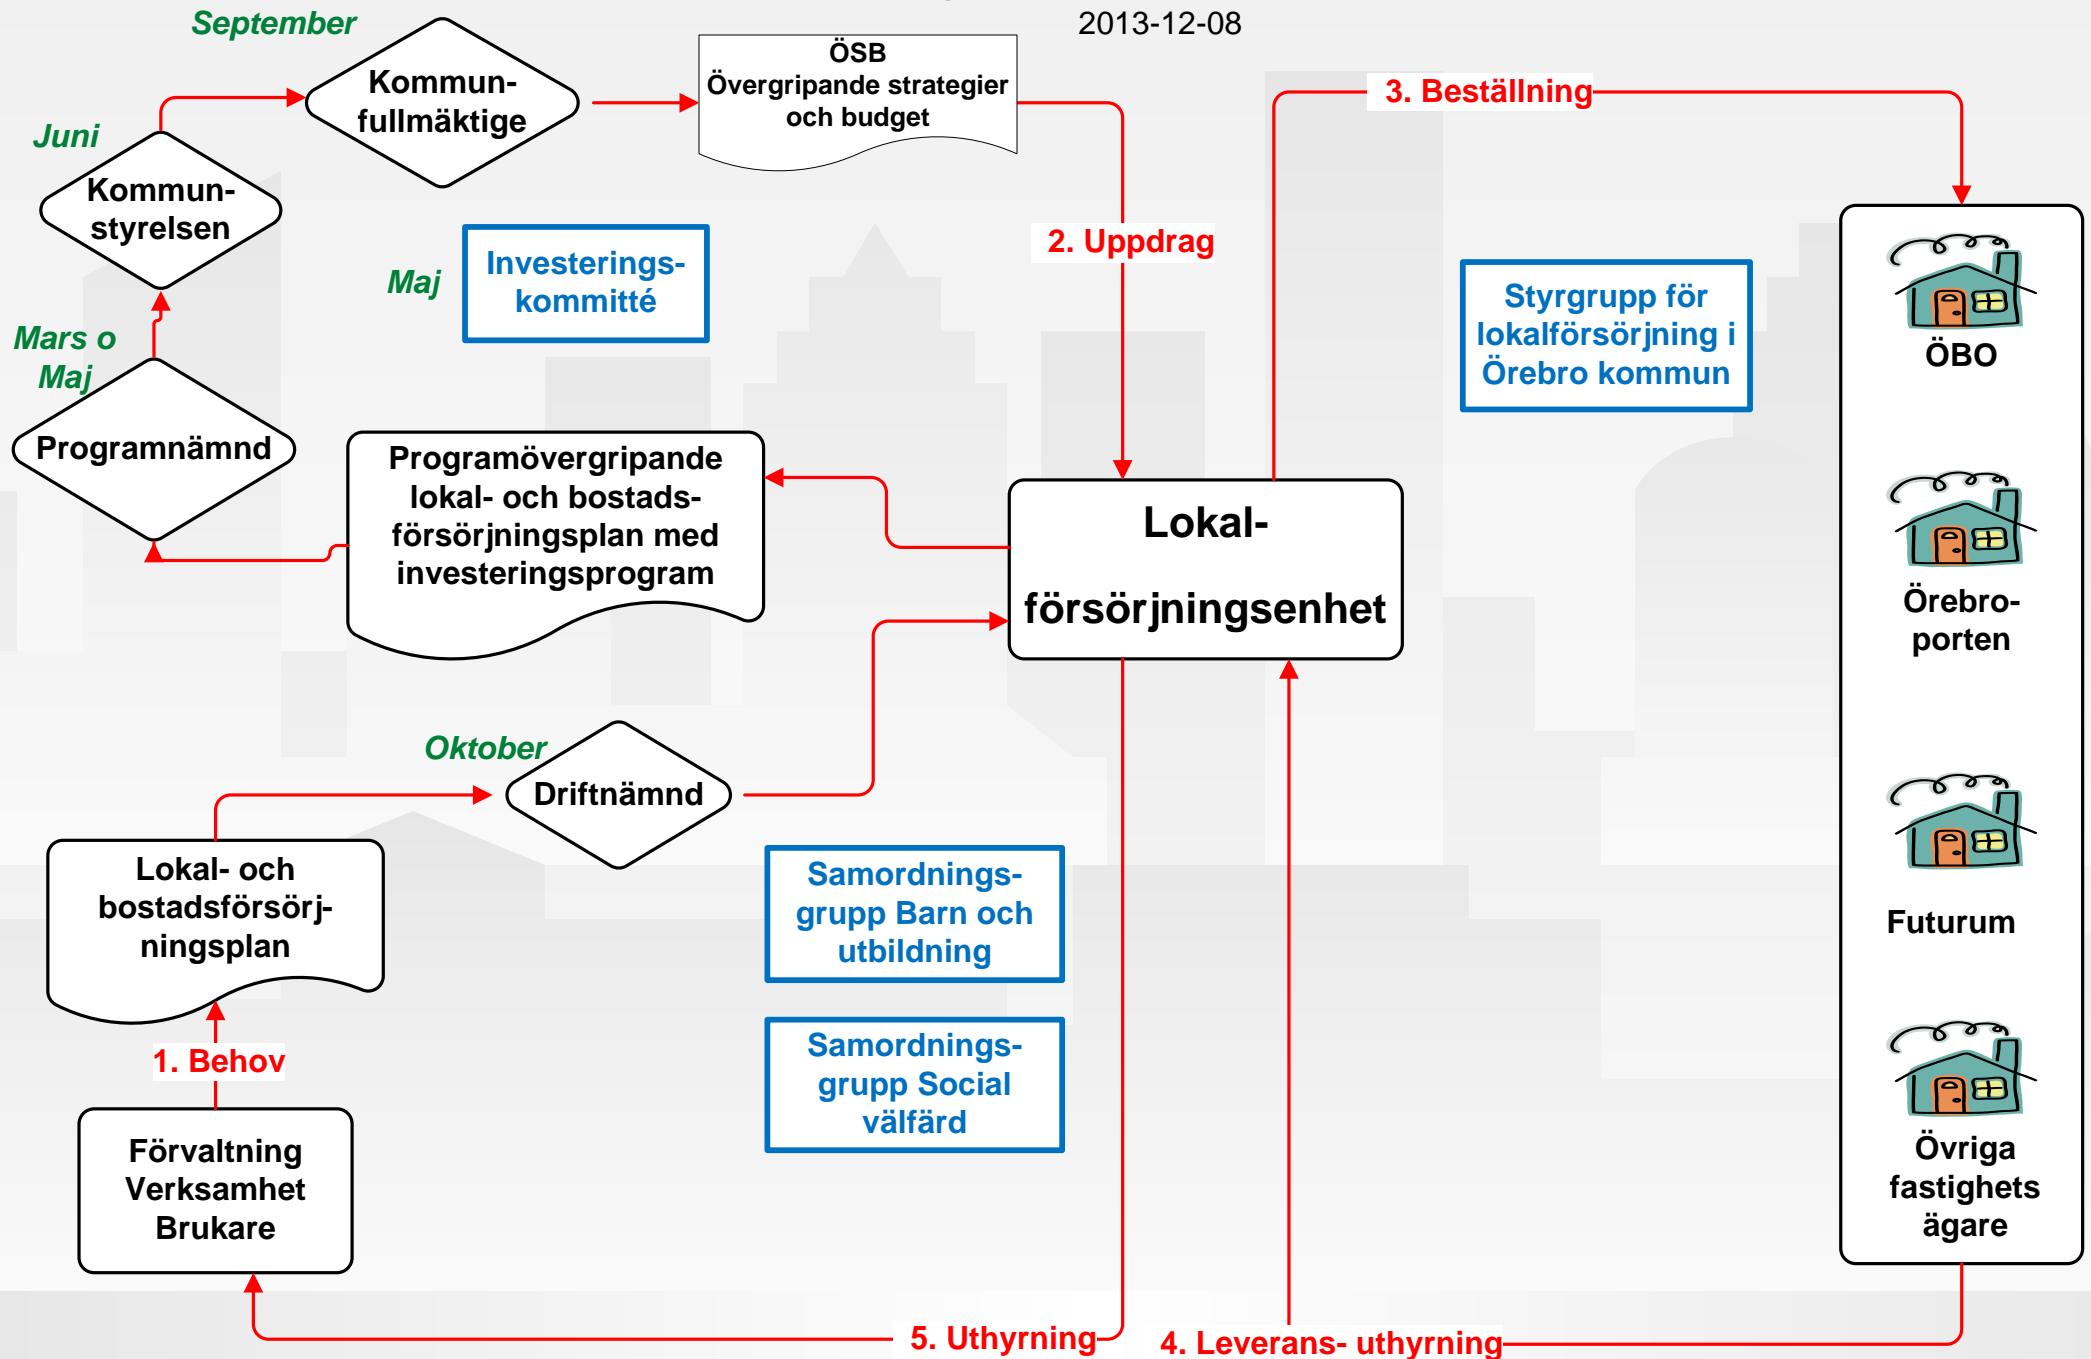 2013-12-08
September
Kommun-
fullmäktige
ÖSB
Övergripande strategier
och budget
3. Beställning
Juni
Kommun-
styrelsen
2. Uppdrag
Maj
Investerings-
kommitté
Styrgrupp för
lokalförsörjning i
Örebro kommun
ÖBO
Mars o
Maj
Programnämnd
Programövergripande
lokal- och bostads-
försörjningsplan med
investeringsprogram
Lokal-
försörjningsenhet
Örebro-
porten
Oktober
Driftnämnd
Lokal- och
bostadsförsörj-
ningsplan
Samordnings-
grupp Barn och
utbildning
Futurum
1. Behov
Samordnings-
grupp Social
välfärd
Förvaltning
Verksamhet
Brukare
Övriga
fastighets
ägare
5. Uthyrning
4. Leverans- uthyrning